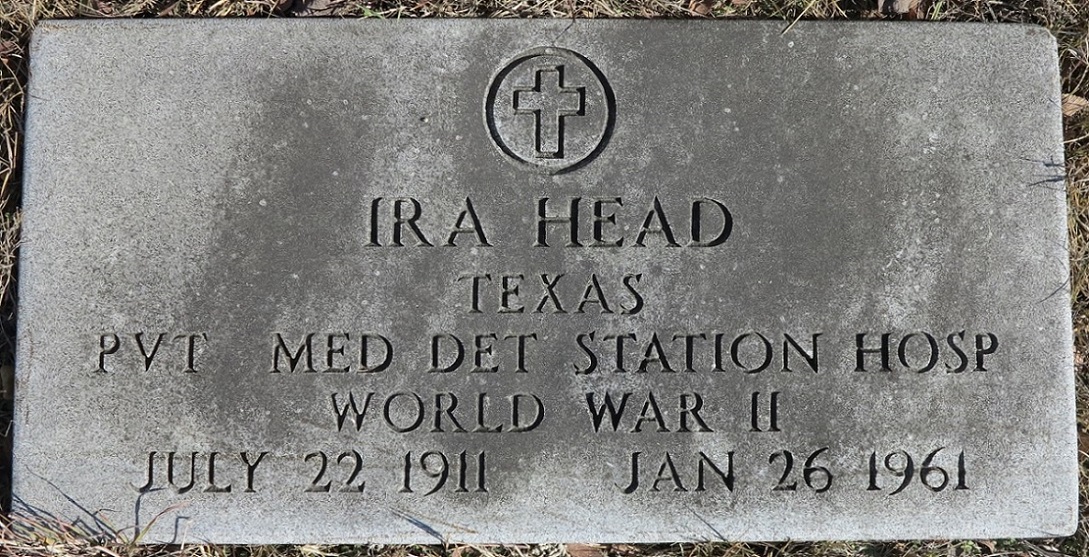 IRA HEAD
TEXAS
PVT MED DET STATION HOSP
WORLD WAR II
JULY 22 1911 JAN 26 1961